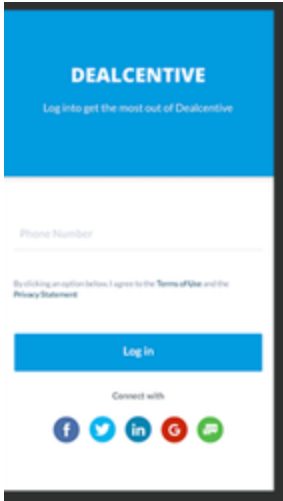 DEALCENTIVE
Log into get the most out of Dealcentive
Phone Number
By clicking an option below, I agree to the Terms of Use and the
Privacy Statement
Log in
Connect with
f
in
G